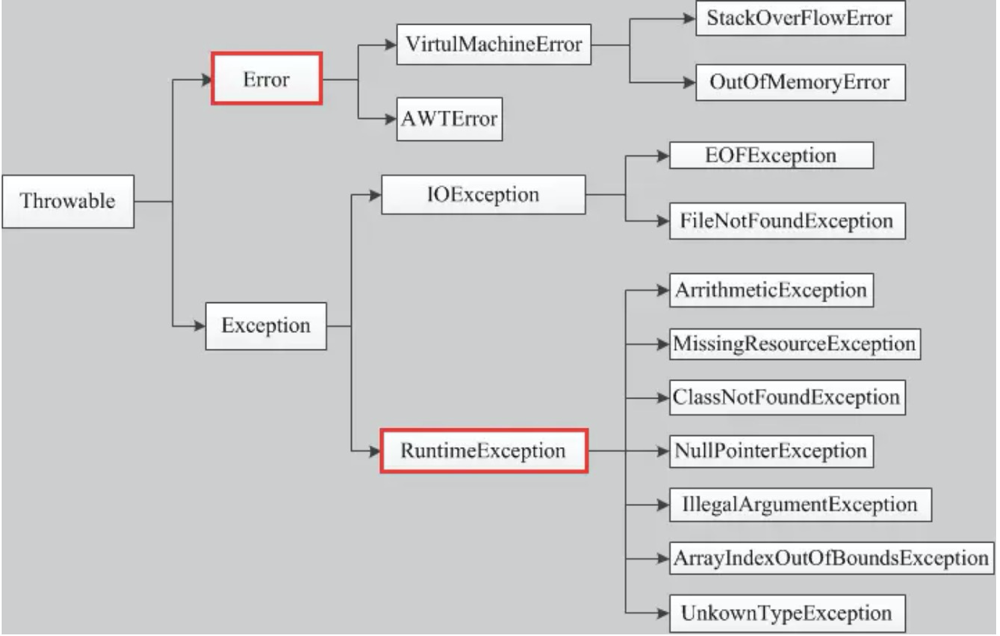 Throwable
Error
VirtulMachineError
StackOverFlowError
OutOfMemoryError
AWTError
Exception
IOException
EOFException
FileNotFoundException
RuntimeException
ArrithmeticException
MissingResourceException
ClassNotFoundException
NullPointerException
IllegalArgumentException
ArrayIndexOutOfBoundsException
UnkownTypeException